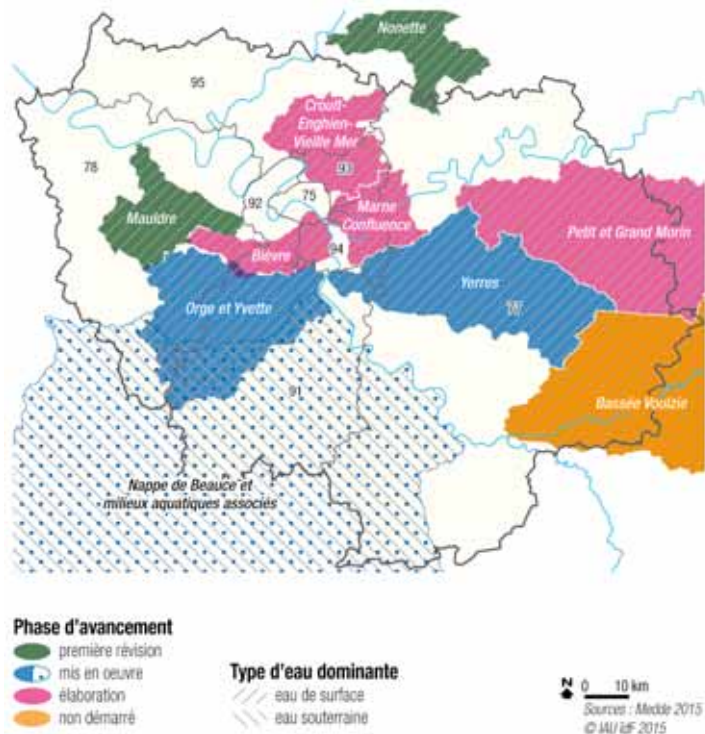 Nonette
95
Croult-
Enghien-
Vieille Mer
78
93
92
75
Mauldre
Marne
Confluence
94
Bièvre
Petit et Grand Morin
Yerres
Orge et Yvette
77
91
Bassée Voulzie
Nappe de Beauce et
milieux aquatiques associés
Phase d'avancement
première révision
mis en oeuvre
élaboration
non démarré
Type d'eau dominante
eau de surface
eau souterraine
N
0 10 km
Sources : Medde 2015
© IAU îdF 2015